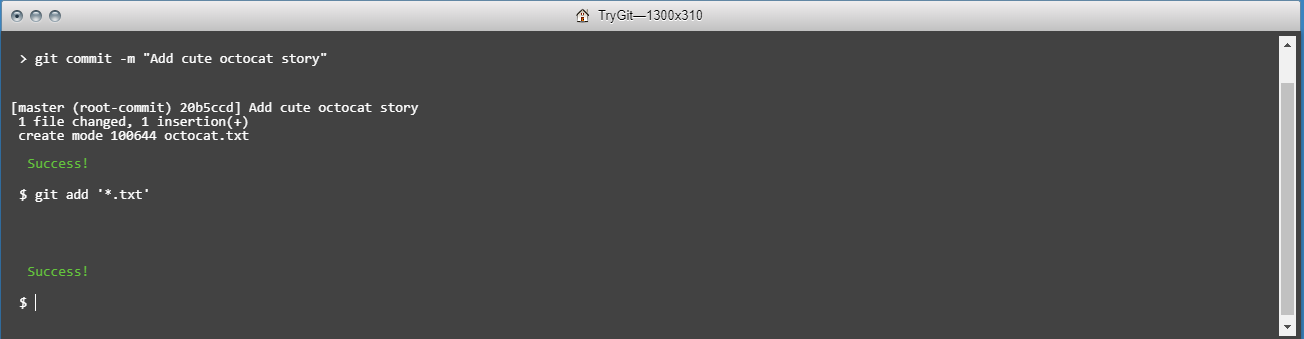 TryGit—1300x310
> git commit -m "Add cute octocat story"
[master (root-commit) 20b5ccd] Add cute octocat story
1 file changed, 1 insertion(+)
create mode 100644 octocat.txt
Success!
$ git add '*.txt'
Success!
$